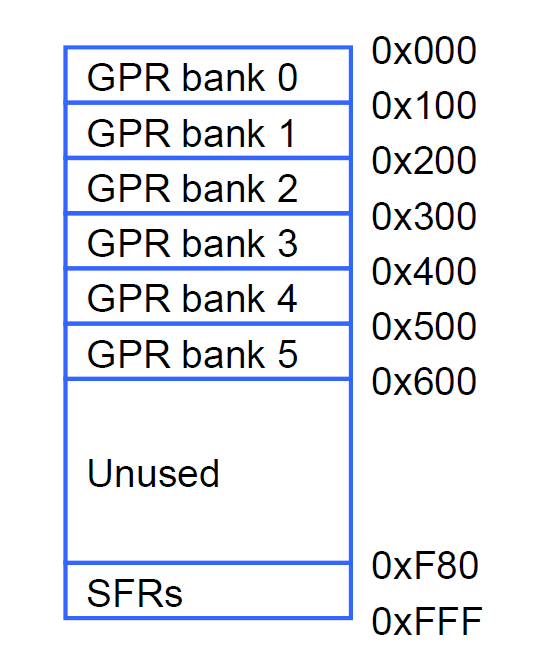 0x000
GPR bank 0
0x100
GPR bank 1
0x200
GPR bank 2
0x300
GPR bank 3
0x400
GPR bank 4
0x500
GPR bank 5
0x600
Unused
0xF80
SFRs
0xFFF